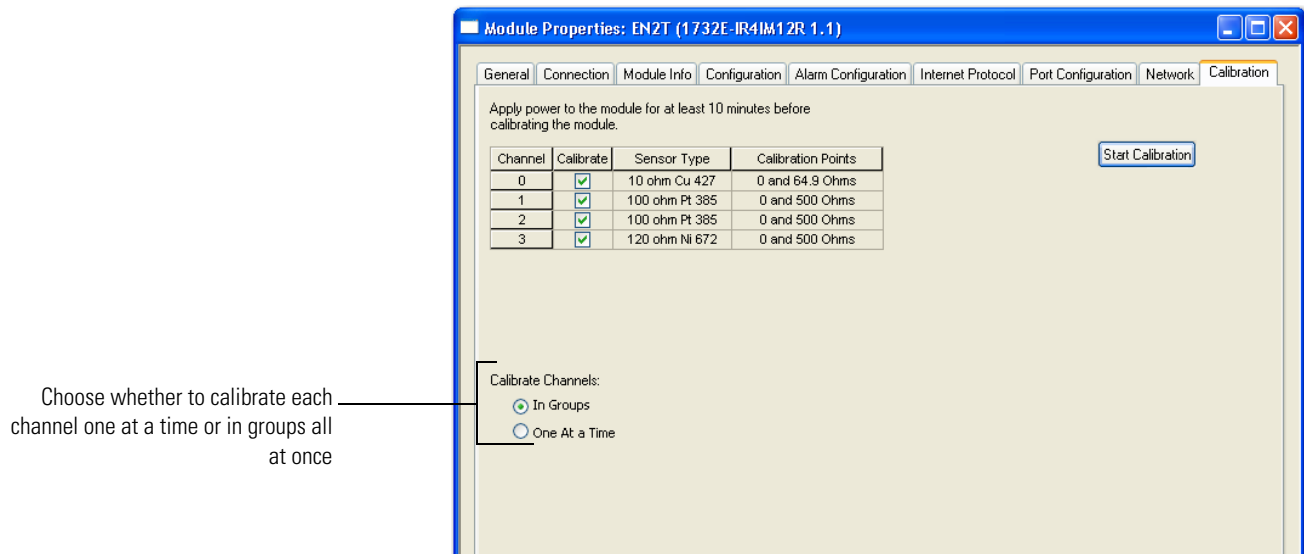 Module Properties: EN2T (1732E-IR4IM12R 1.1)
General Connection Module Info Configuration Alarm Configuration Internet Protocol Port Configuration Network Calibration
Apply power to the module for at least 10 minutes before
calibrating the module.
Start Calibration
Channel Calibrate Sensor Type Calibration Points
0 10 ohm Cu 427 0 and 64.9 Ohms
1 100 ohm Pt 385 0 and 500 Ohms
2 100 ohm Pt 385 0 and 500 Ohms
3 120 ohm Ni 672 0 and 500 Ohms
Calibrate Channels:
In Groups
One At a Time
Choose whether to calibrate each
channel one at a time or in groups all
at once